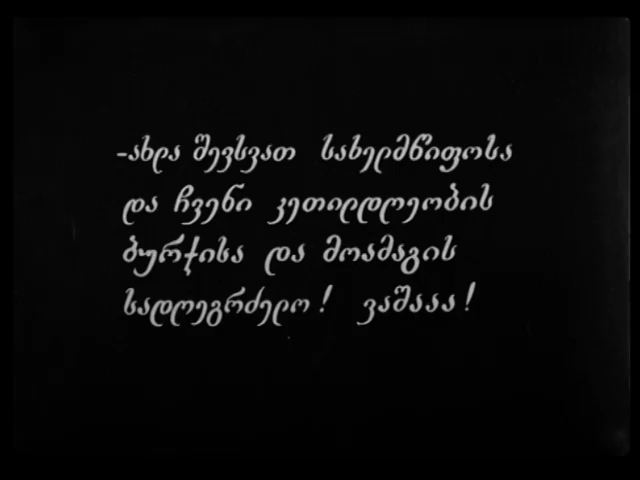 -ახლა შევსვათ სახელმწიფოსა
და ჩვენი კეთილდღეობის
ბურჯისა და მოამაგის
სადღეგრძელო! ვაშააა!